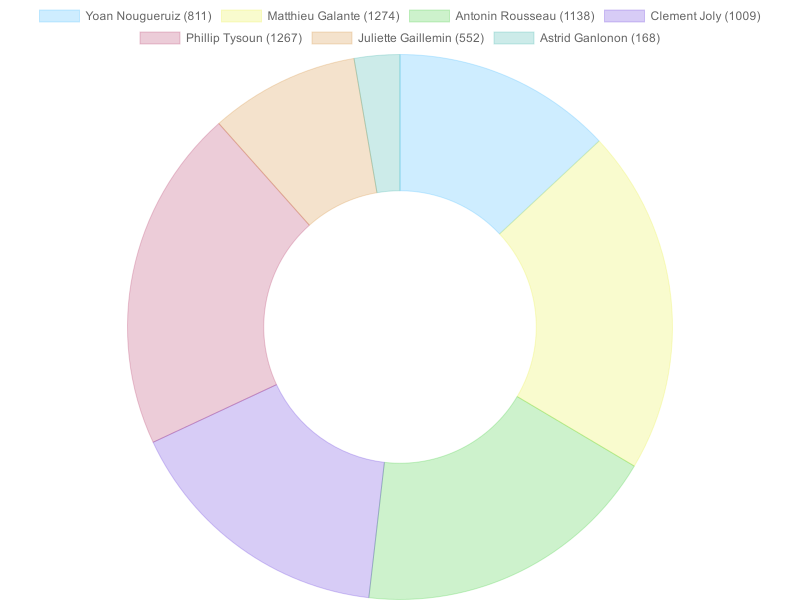 Yoan Nougueruiz (811) Matthieu Galante (1274) Antonin Rousseau (1138) Clement Joly (1009)
Phillip Tysoun (1267) Juliette Gaillemin (552) Astrid Ganlonon (168)